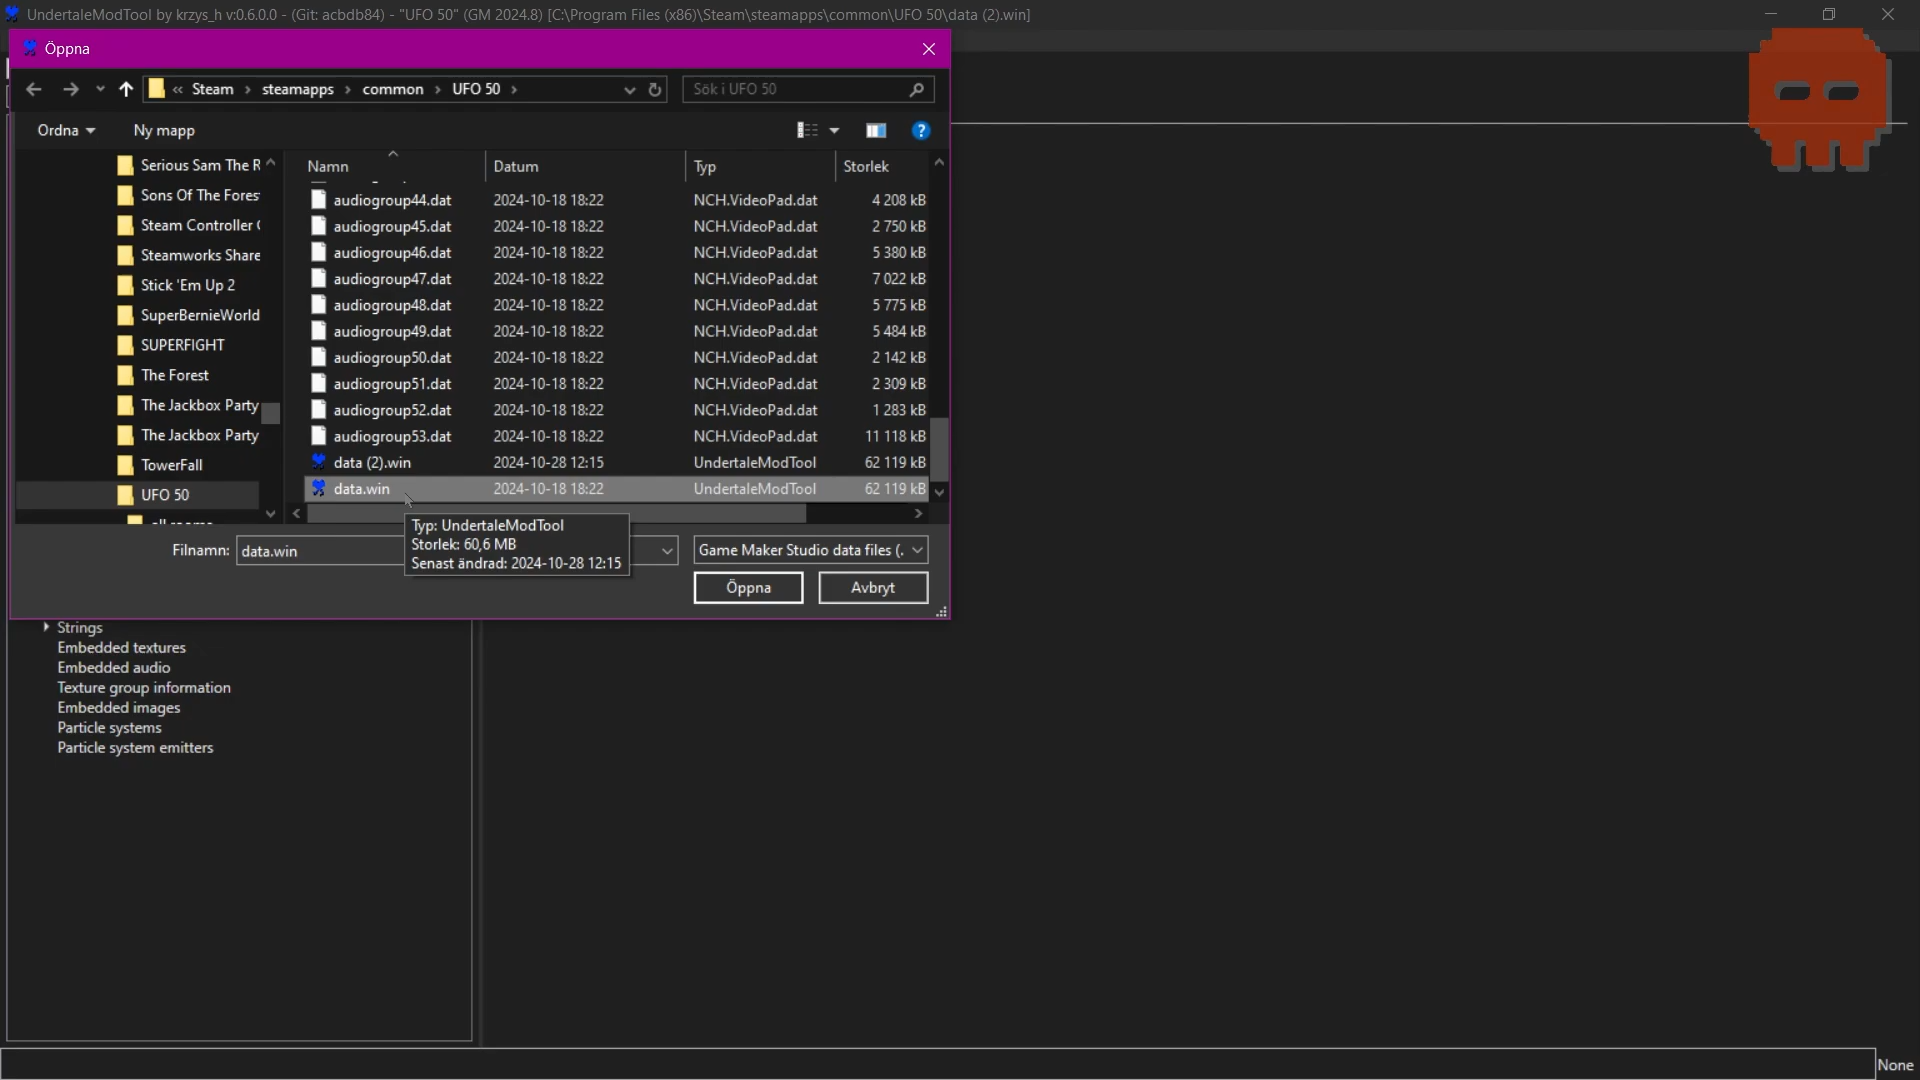 UndertaleModTool by krzys_h v:0.6.0.0 - (Git: acbdb84) - "UFO 50" (GM 2024.8) [C:\Program Files (x86)\Steam\steamapps\common\UFO 50\data (2).win]
Öppna
« Steam › steamapps › common › UFO 50 ›
Sök i UFO 50
Ordna
Ny mapp
?
Serious Sam The R
Sons Of The Fores
Steam Controller
Steamworks Share
Stick 'Em Up 2
SuperBernieWorld
SUPERFIGHT
The Forest
The Jackbox Party
The Jackbox Party
TowerFall
UFO 50
Namn Datum Typ Storlek
audiogroup44.dat 2024-10-18 18:22 NCH.VideoPad.dat 4 208 kB
audiogroup45.dat 2024-10-18 18:22 NCH.VideoPad.dat 2 750 kB
audiogroup46.dat 2024-10-18 18:22 NCH.VideoPad.dat 5 380 kB
audiogroup47.dat 2024-10-18 18:22 NCH.VideoPad.dat 7 022 kB
audiogroup48.dat 2024-10-18 18:22 NCH.VideoPad.dat 5 775 kB
audiogroup49.dat 2024-10-18 18:22 NCH.VideoPad.dat 5 484 kB
audiogroup50.dat 2024-10-18 18:22 NCH.VideoPad.dat 2 142 kB
audiogroup51.dat 2024-10-18 18:22 NCH.VideoPad.dat 2 309 kB
audiogroup52.dat 2024-10-18 18:22 NCH.VideoPad.dat 1 283 kB
audiogroup53.dat 2024-10-18 18:22 NCH.VideoPad.dat 11 118 kB
data (2).win 2024-10-28 12:15 UndertaleModTool 62 119 kB
data.win 2024-10-18 18:22 UndertaleModTool 62 119 kB
Typ: UndertaleModTool
Storlek: 60,6 MB
Senast ändrad: 2024-10-28 12:15
Filnamn: data.win
Game Maker Studio data files (.
Öppna
Avbryt
Strings
Embedded textures
Embedded audio
Texture group information
Embedded images
Particle systems
Particle system emitters
None